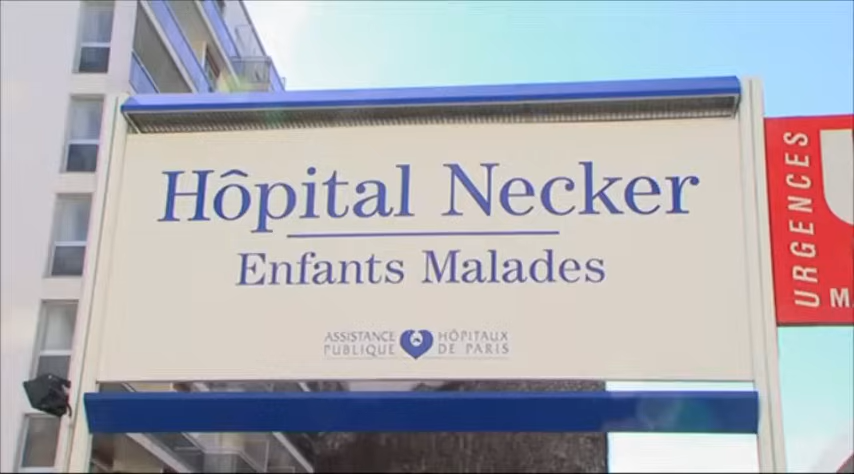 Hôpital Necker
Enfants Malades
ASSISTANCE HÔPITAUX
PUBLIQUE DE PARIS
URGENCES
M